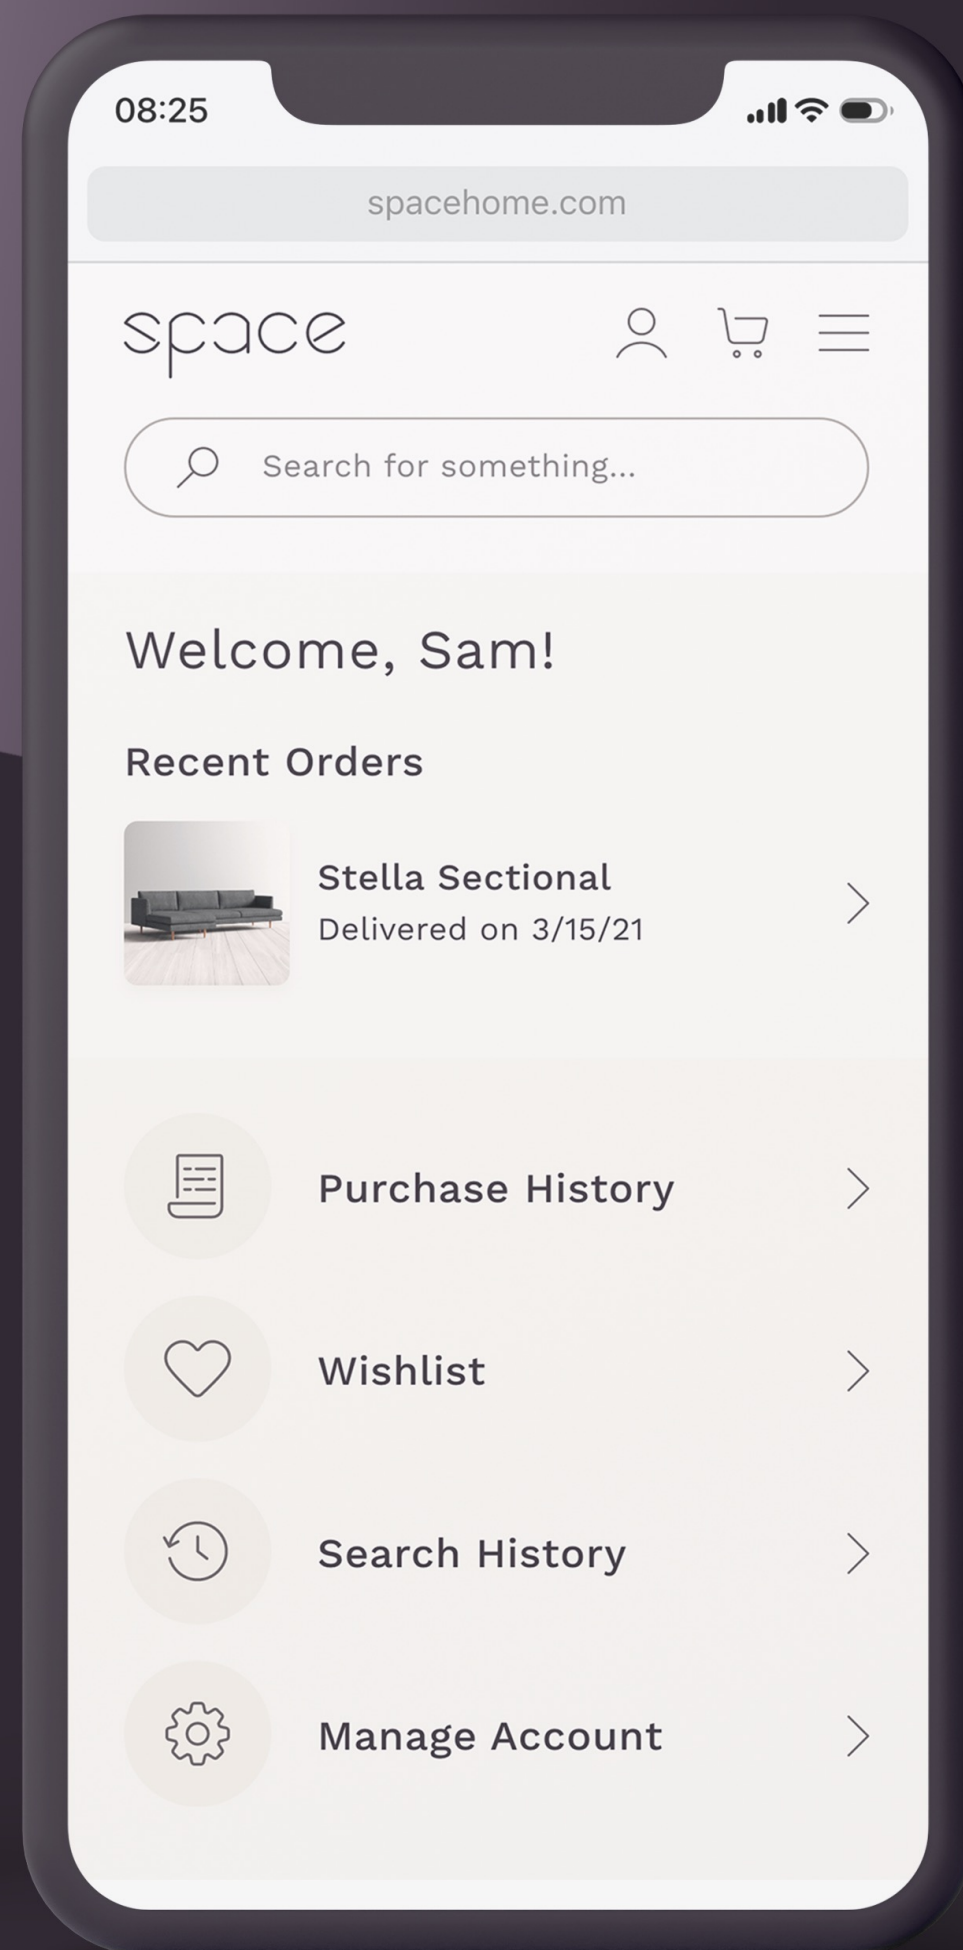 08:25
spacehome.com
space
Search for something...
Welcome, Sam!
Recent Orders
Stella Sectional
Delivered on 3/15/21
Purchase History
Wishlist
Search History
Manage Account